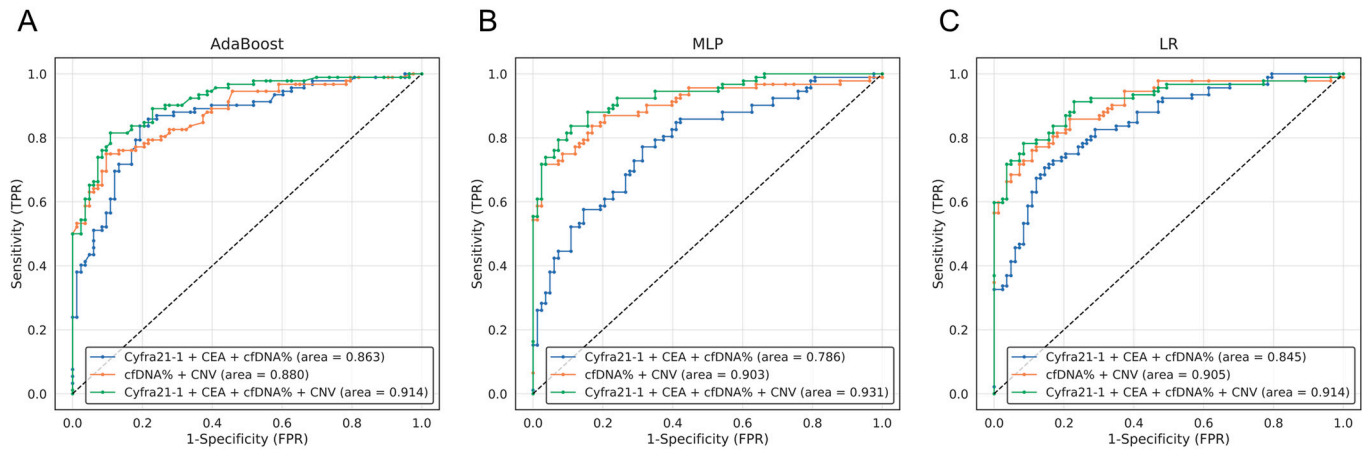 A
AdaBoost
Sensitivity (TPR)
1.0
0.8
0.6
0.4
0.2
0.0
Cyfra21-1 + CEA + cfDNA% (area = 0.863)
cfDNA% + CNV (area = 0.880)
Cyfra21-1 + CEA + cfDNA% + CNV (area = 0.914)
0.0 0.2 0.4 0.6 0.8 1.0
1-Specificity (FPR)
B
MLP
Sensitivity (TPR)
1.0
0.8
0.6
0.4
0.2
0.0
Cyfra21-1 + CEA + cfDNA% (area = 0.786)
cfDNA% + CNV (area = 0.903)
Cyfra21-1 + CEA + cfDNA% + CNV (area = 0.931)
0.0 0.2 0.4 0.6 0.8 1.0
1-Specificity (FPR)
C
LR
Sensitivity (TPR)
1.0
0.8
0.6
0.4
0.2
0.0
Cyfra21-1 + CEA + cfDNA% (area = 0.845)
cfDNA% + CNV (area = 0.905)
Cyfra21-1 + CEA + cfDNA% + CNV (area = 0.914)
0.0 0.2 0.4 0.6 0.8 1.0
1-Specificity (FPR)